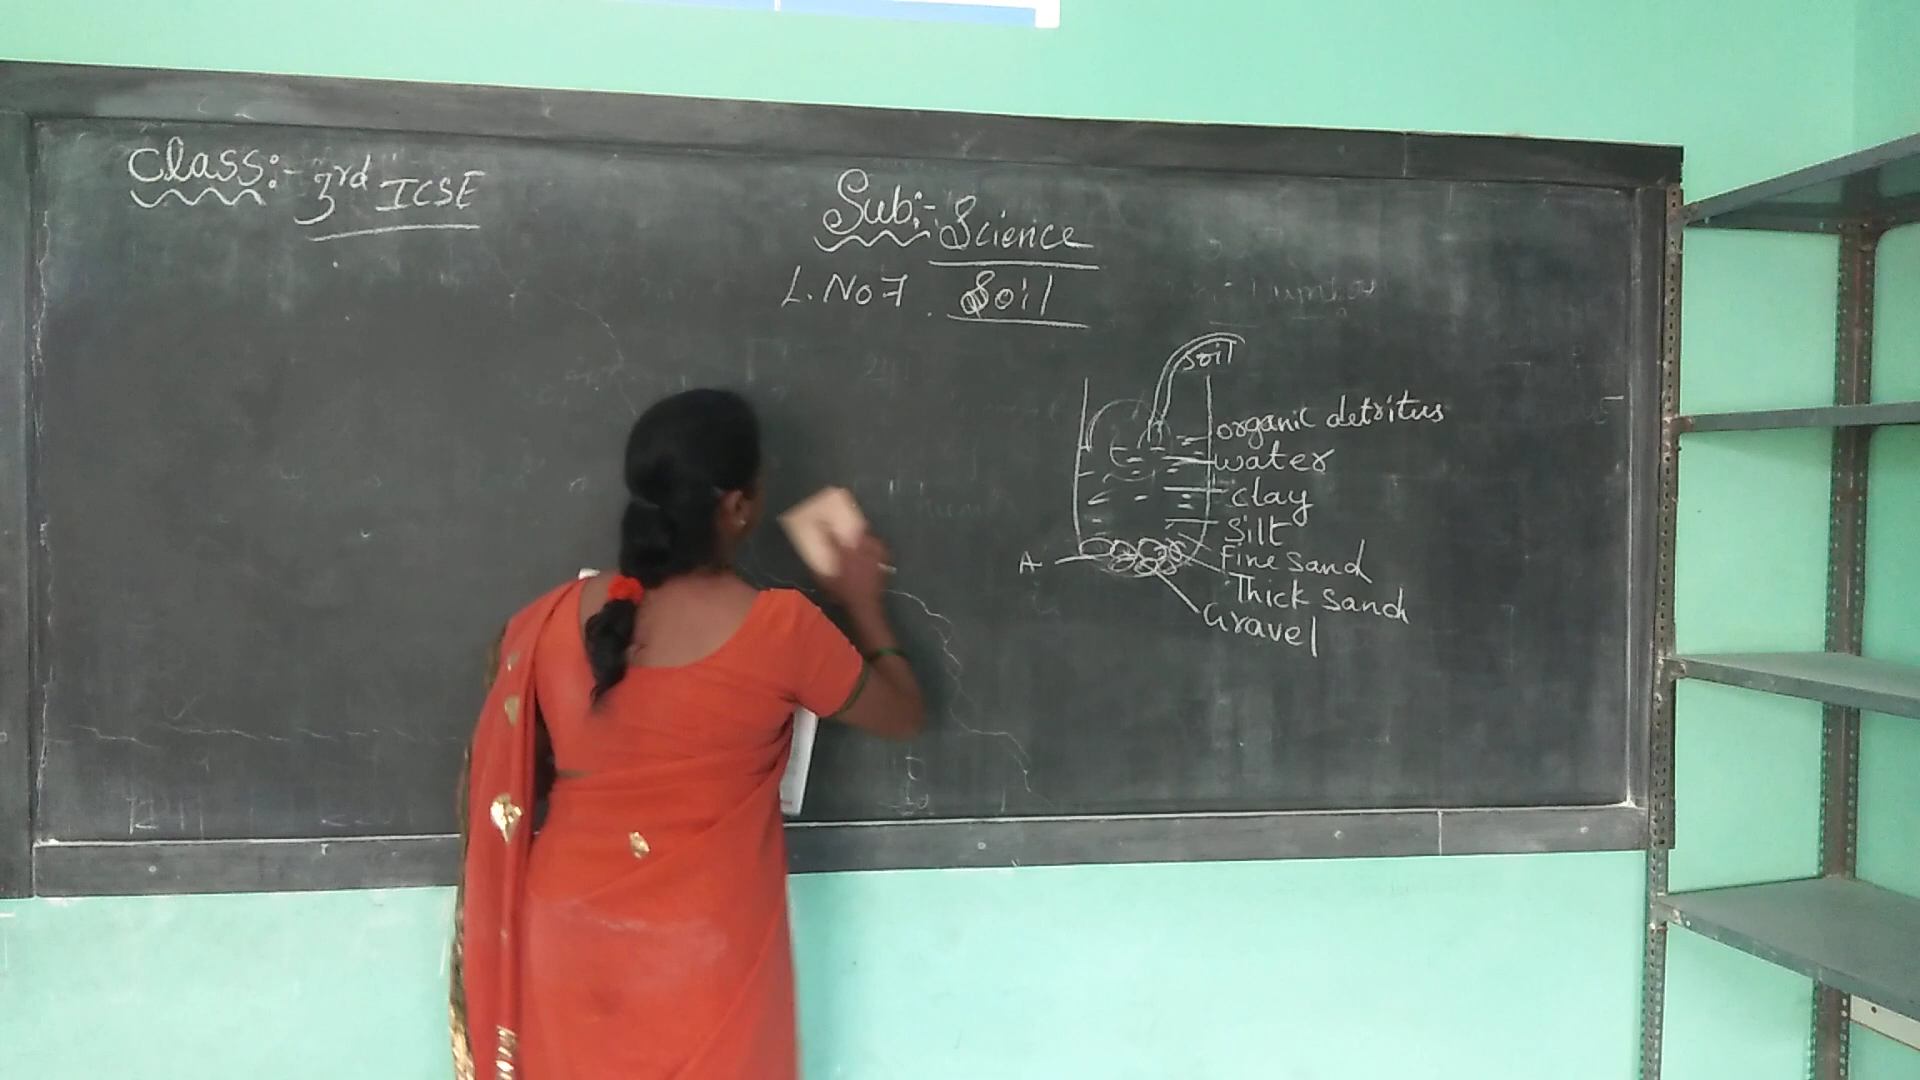 Class:- 3rd ICSE
Sub:- Science
L.No 7. Soil
soil
organic detritus
water
clay
Silt
Fine sand
A
Thick sand
Gravel